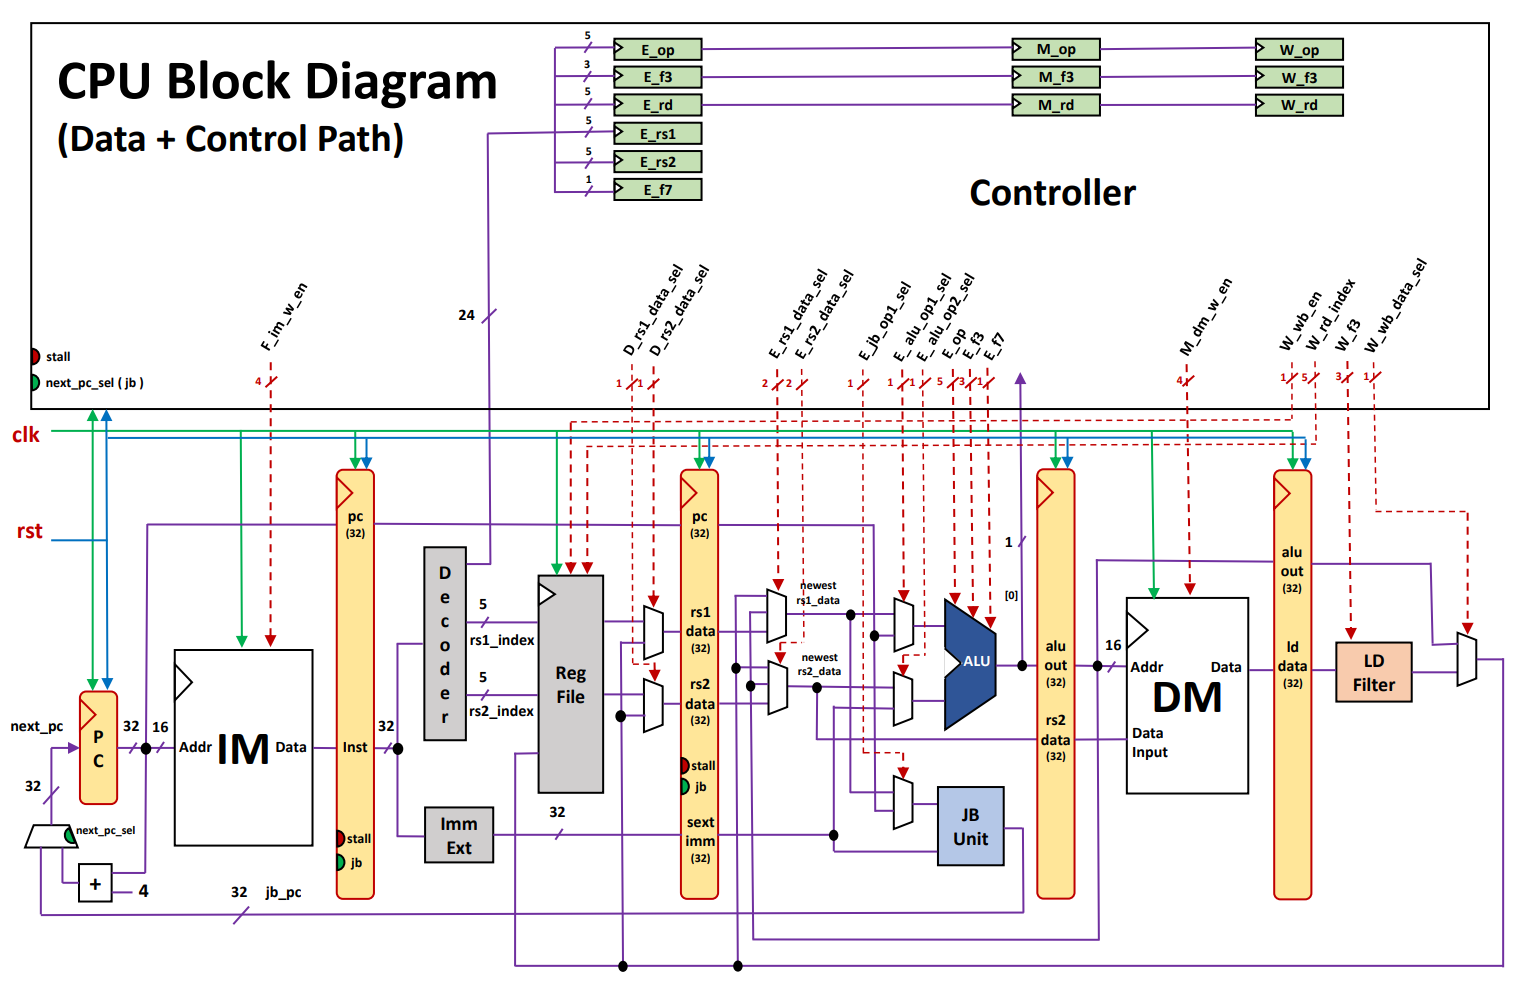 CPU Block Diagram
(Data + Control Path)
Controller
5
E_op
M_op
W_op
3
E_f3
M_f3
W_f3
5
E_rd
M_rd
W_rd
5
E_rs1
5
E_rs2
1
E_f7
24
F_im_w_en
D_rs1_data_sel
D_rs2_data_sel
E_rs1_data_sel
E_rs2_data_sel
E_jb_op1_sel
E_alu_op1_sel
E_alu_op2_sel
E_op
E_f3
E_f7
M_dm_w_en
W_wb_en
W_rd_index
W_f3
W_wb_data_sel
stall
next_pc_sel ( jb )
4
1
1
2
2
1
1
1
5
3
1
4
1
5
3
1
clk
rst
pc
(32)
pc
(32)
Decoder
5
rs1_index
5
rs2_index
Reg
File
rs1
data
(32)
rs2
data
(32)
newest
rs1_data
newest
rs2_data
ALU
1
[0]
alu
out
(32)
rs2
data
(32)
16
Addr
Data
DM
Data
Input
alu
out
(32)
ld
data
(32)
LD
Filter
next_pc
32
16
PC
Addr
IM
Data
Inst
32
32
next_pc_sel
+
4
stall
jb
Imm
Ext
32
stall
jb
sext
imm
(32)
JB
Unit
32
jb_pc